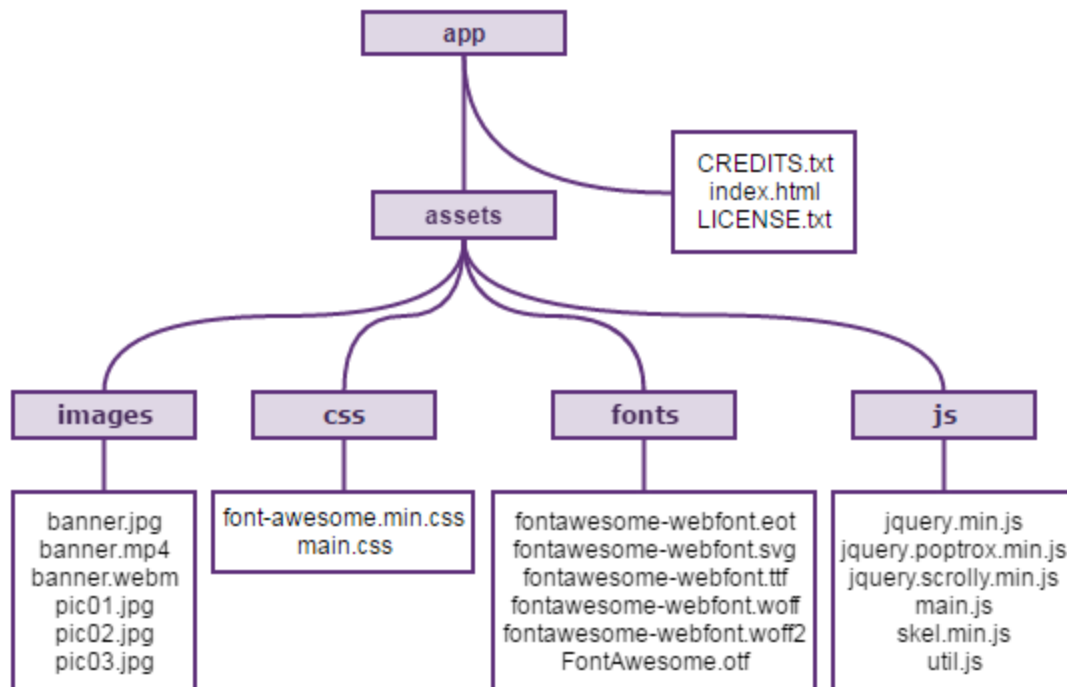 app
CREDITS.txt
index.html
LICENSE.txt
assets
images
css
fonts
js
banner.jpg
banner.mp4
banner.webm
pic01.jpg
pic02.jpg
pic03.jpg
font-awesome.min.css
main.css
fontawesome-webfont.eot
fontawesome-webfont.svg
fontawesome-webfont.ttf
fontawesome-webfont.woff
fontawesome-webfont.woff2
FontAwesome.otf
jquery.min.js
jquery.poptrox.min.js
jquery.scrolly.min.js
main.js
skel.min.js
util.js